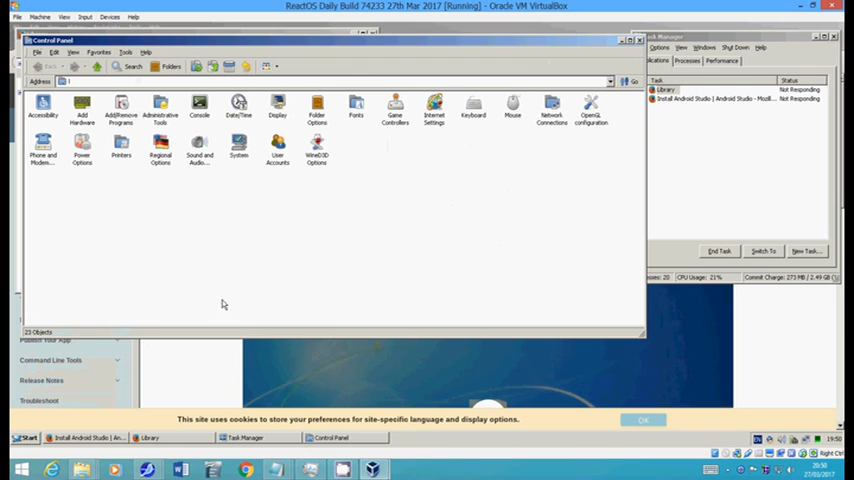 ReactOS Daily Build 74233 27th Mar 2017 [Running] - Oracle VM VirtualBox
File Machine View Input Devices Help
Control Panel
Task Manager
File Edit View Favorites Tools Help
Options View Windows Shut Down Help
Back Search Folders
Applications Processes Performance
Address Go
Task Status
Library Not Responding
Install Android Studio | Android Studio - Mozil... Not Responding
Accessibility
Add Hardware
Add/Remove Programs
Administrative Tools
Console
Date/Time
Display
Folder Options
Fonts
Game Controllers
Internet Settings
Keyboard
Mouse
Network Connections
OpenGL configuration
Phone and Modem...
Power Options
Printers
Regional Options
Sound and Audio...
System
User Accounts
WineD3D Options
End Task Switch To New Task...
CPU Usage: 21% Commit Charge: 273 MB / 2.49 GB
23 Objects
Publish Your App
Command Line Tools
Release Notes
Troubleshoot
This site uses cookies to store your preferences for site-specific language and display options.
OK
Start Install Android Studio | An... Library Task Manager Control Panel EN 19:50
Right Ctrl
20:50
27/03/2017